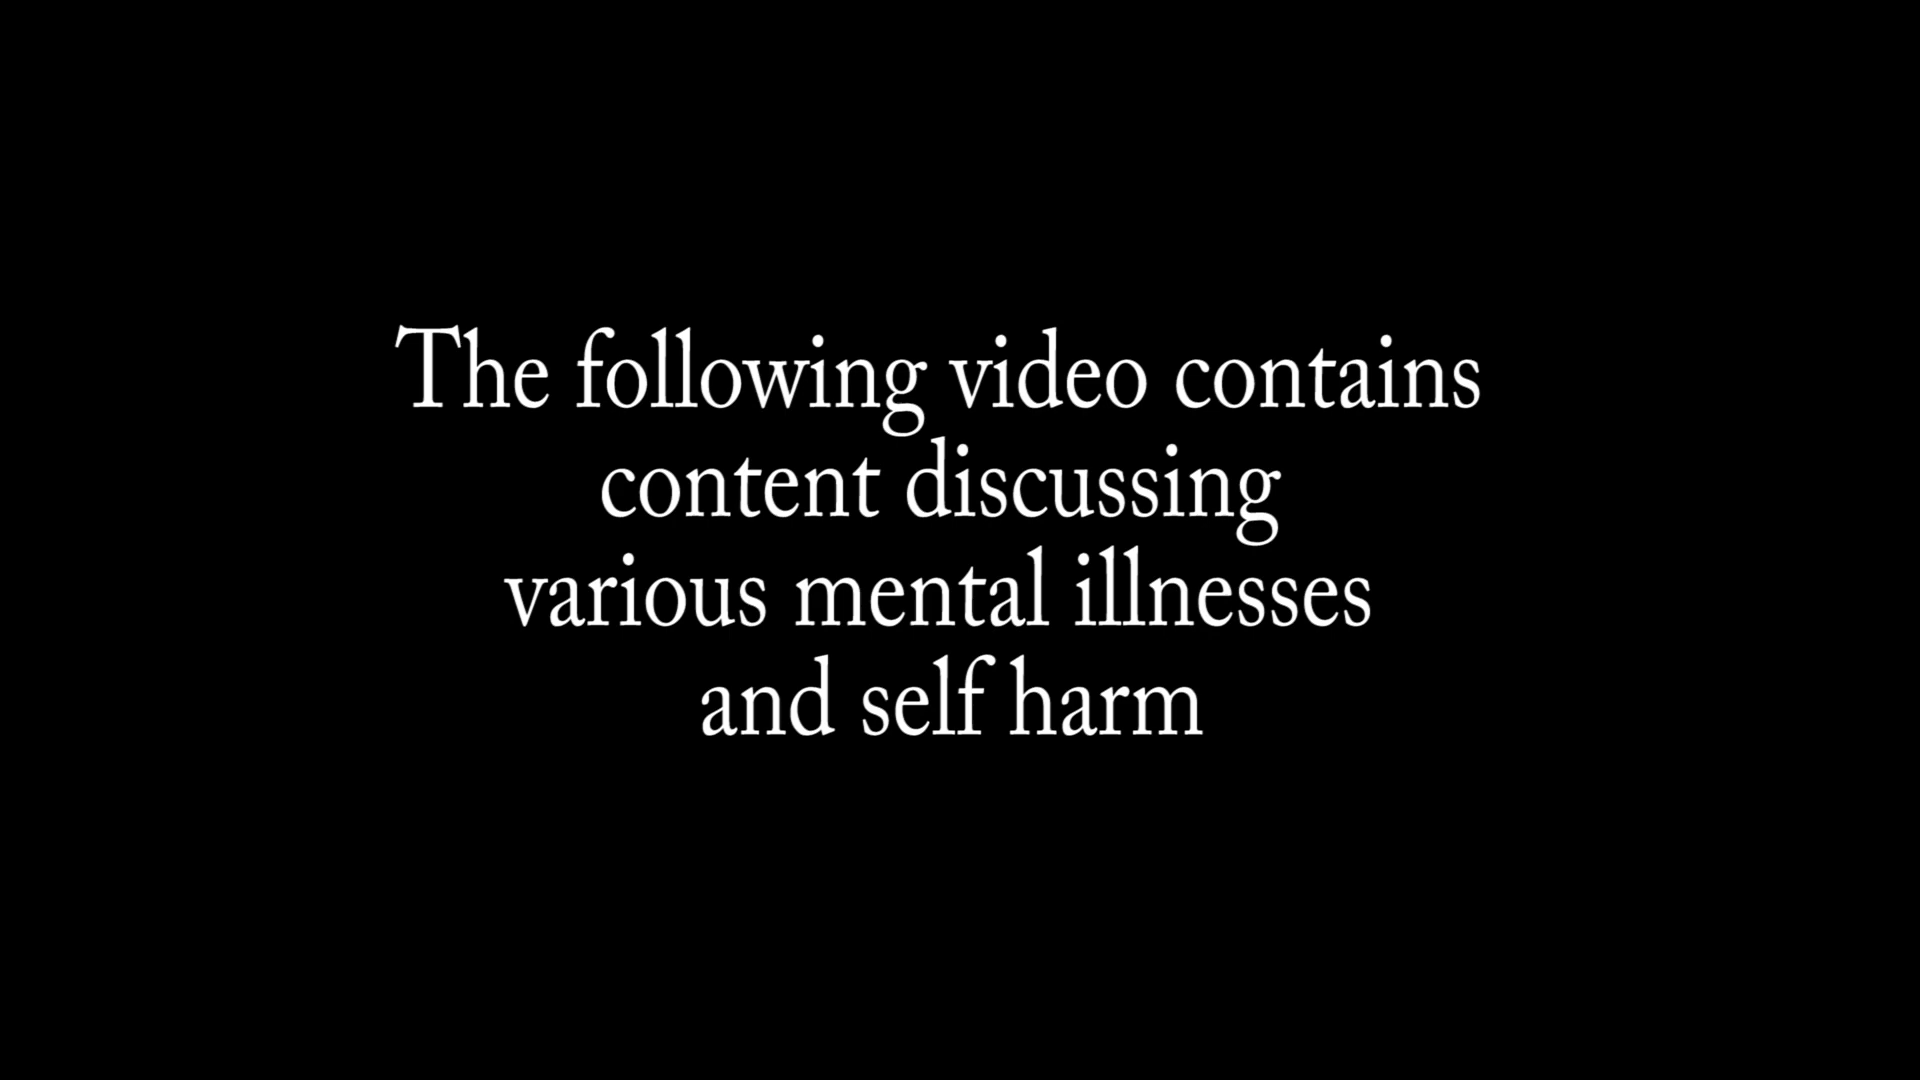 The following video contains
content discussing
various mental illnesses
and self harm